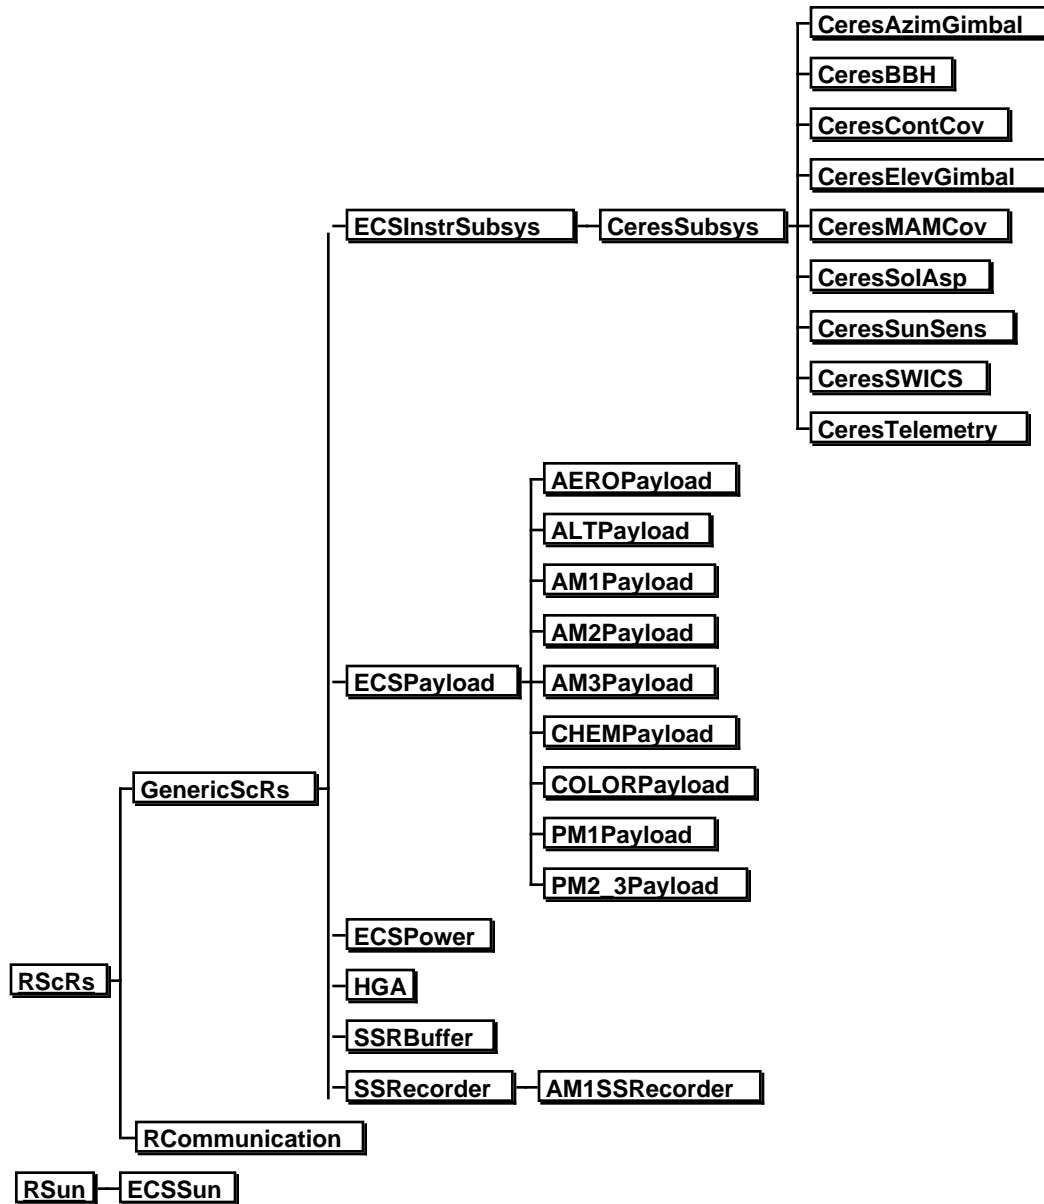 CeresAzimGimbal
CeresBBH
CeresContCov
CeresElevGimbal
ECSInstrSubsys CeresSubsys CeresMAMCov
CeresSolAsp
CeresSunSens
CeresSWICS
CeresTelemetry
AEROPayload
ALTPayload
AM1Payload
AM2Payload
ECSPayload AM3Payload
CHEMPayload
COLORPayload
GenericScRs
PM1Payload
PM2_3Payload
ECSPower
RScRs
HGA
SSRBuffer
SSRecorder AM1SSRecorder
RCommunication
RSun ECSSun